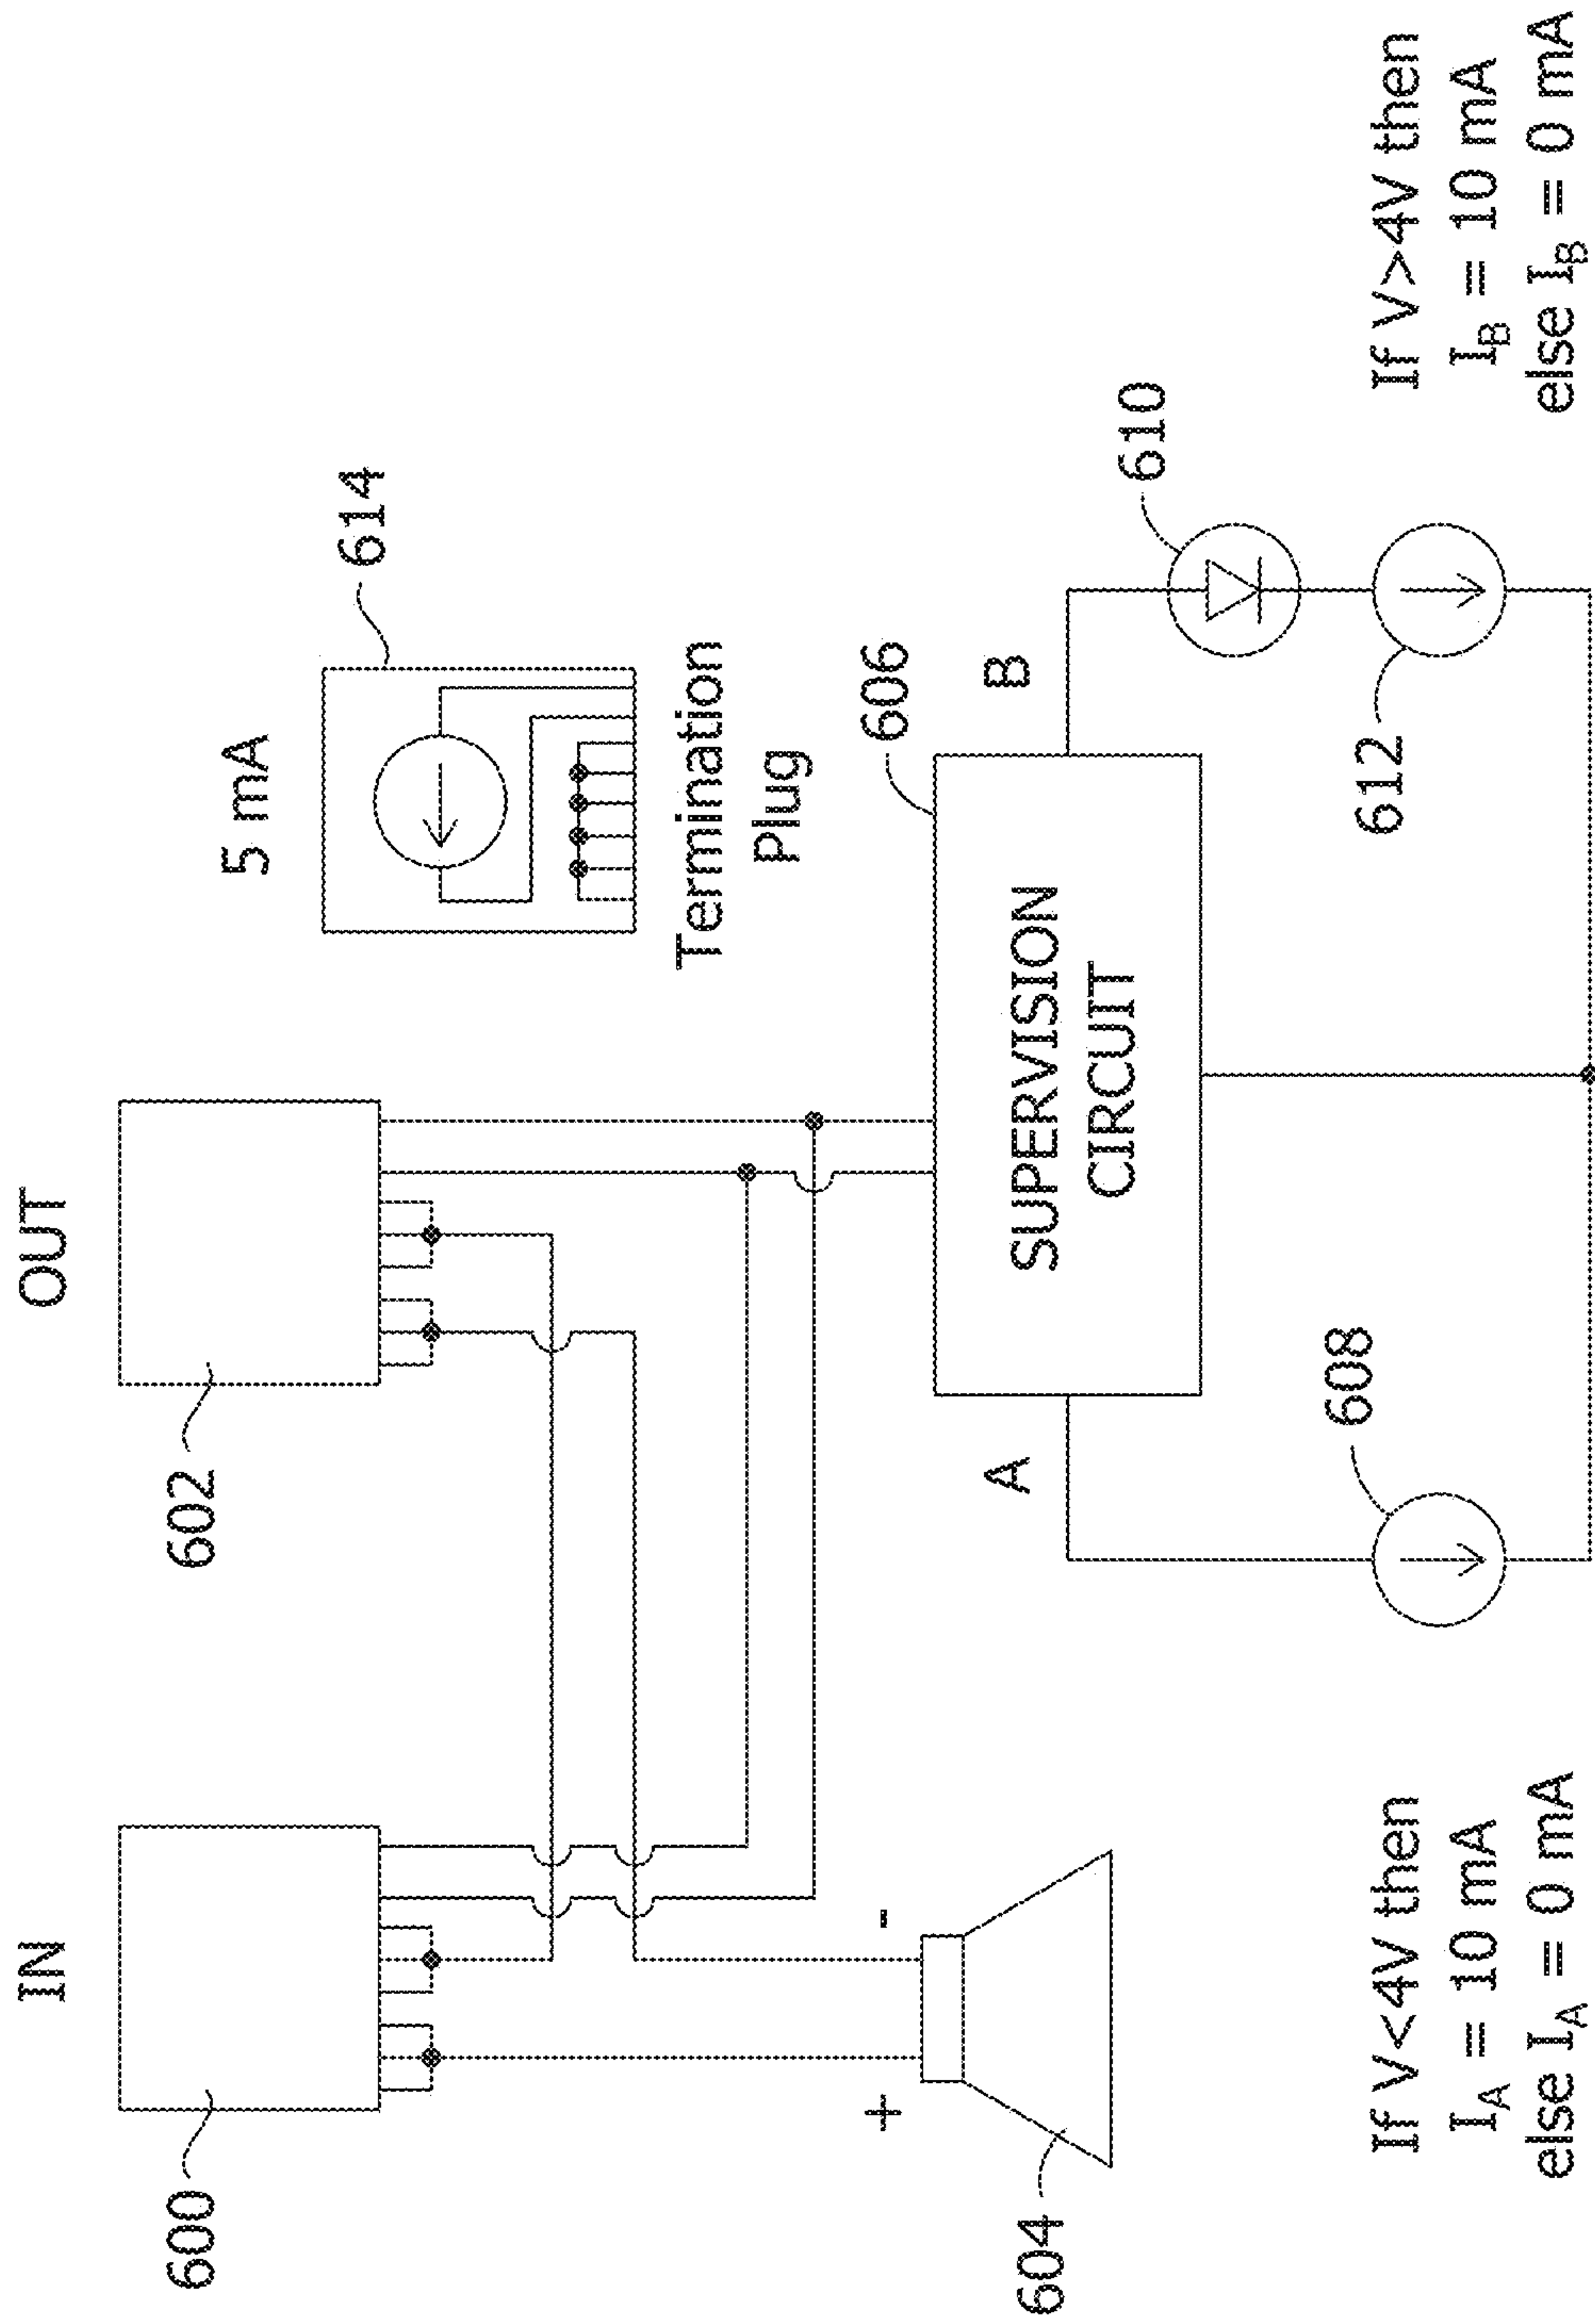 IN
OUT
600
602
5 mA
614
Termination
Plug
+
-
604
606
SUPERVISION
CIRCUIT
A
B
608
610
612
If V<4V then
I_A = 10 mA
else I_A = 0 mA
If V>4V then
I_B = 10 mA
else I_B = 0 mA